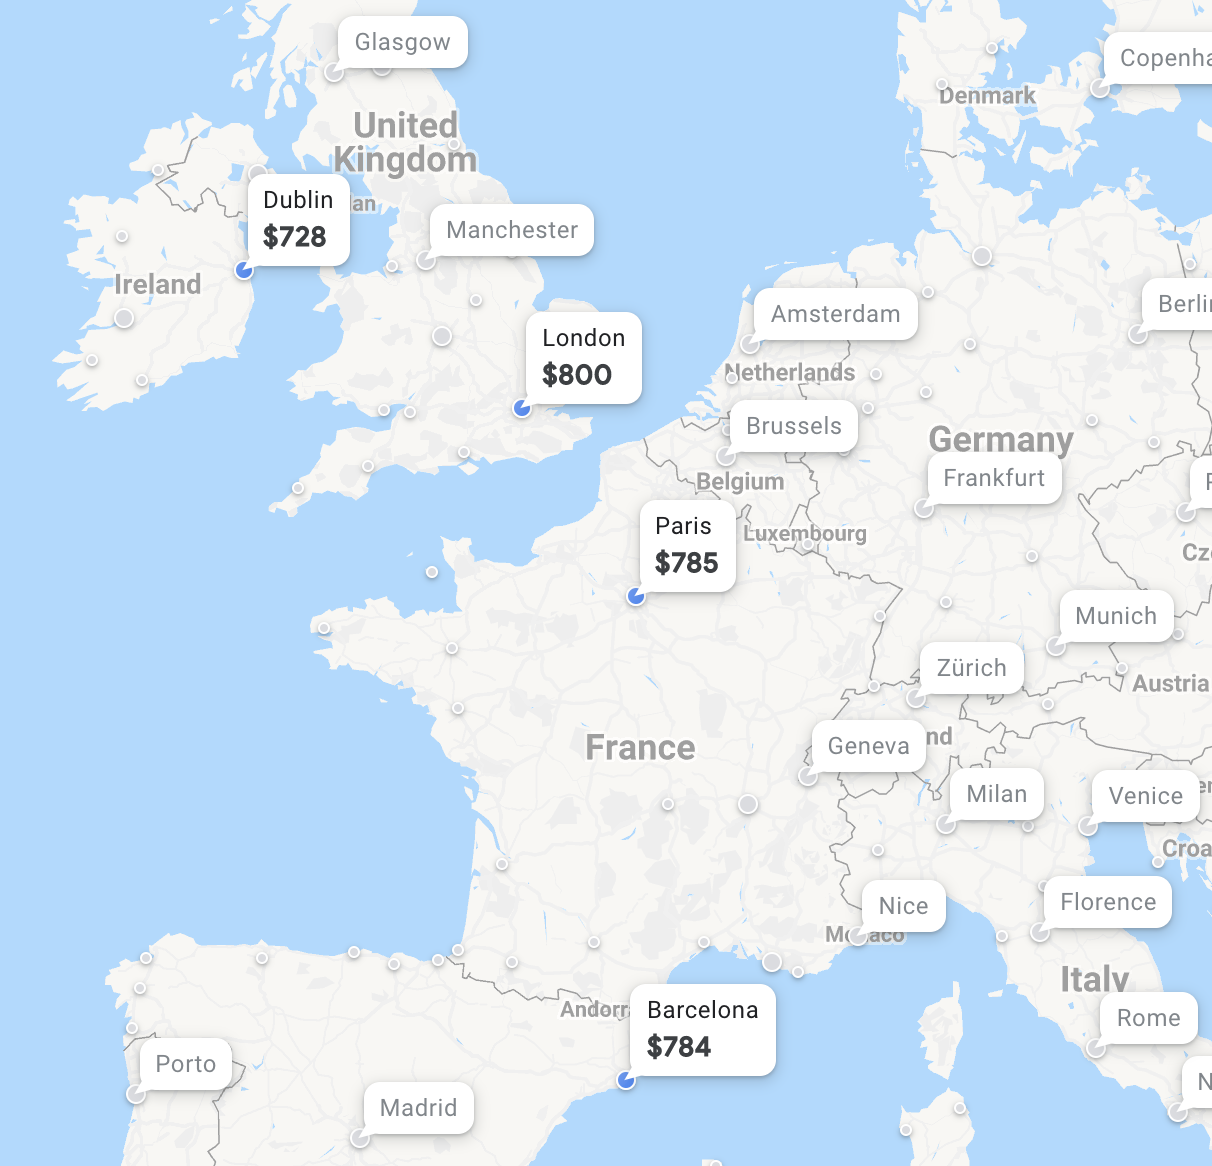 Glasgow
Copenha
Denmark
United
Kingdom
Dublin
$728
an
Manchester
Ireland
Berlin
Amsterdam
London
$800
Netherlands
Brussels
Germany
Belgium
Frankfurt
Paris
$785
Luxembourg
Cz
Munich
Zürich
Austria
France
Geneva
nd
Milan
Venice
Croa
Nice
Florence
Monaco
Italy
Andorr
Barcelona
$784
Rome
Porto
N
Madrid